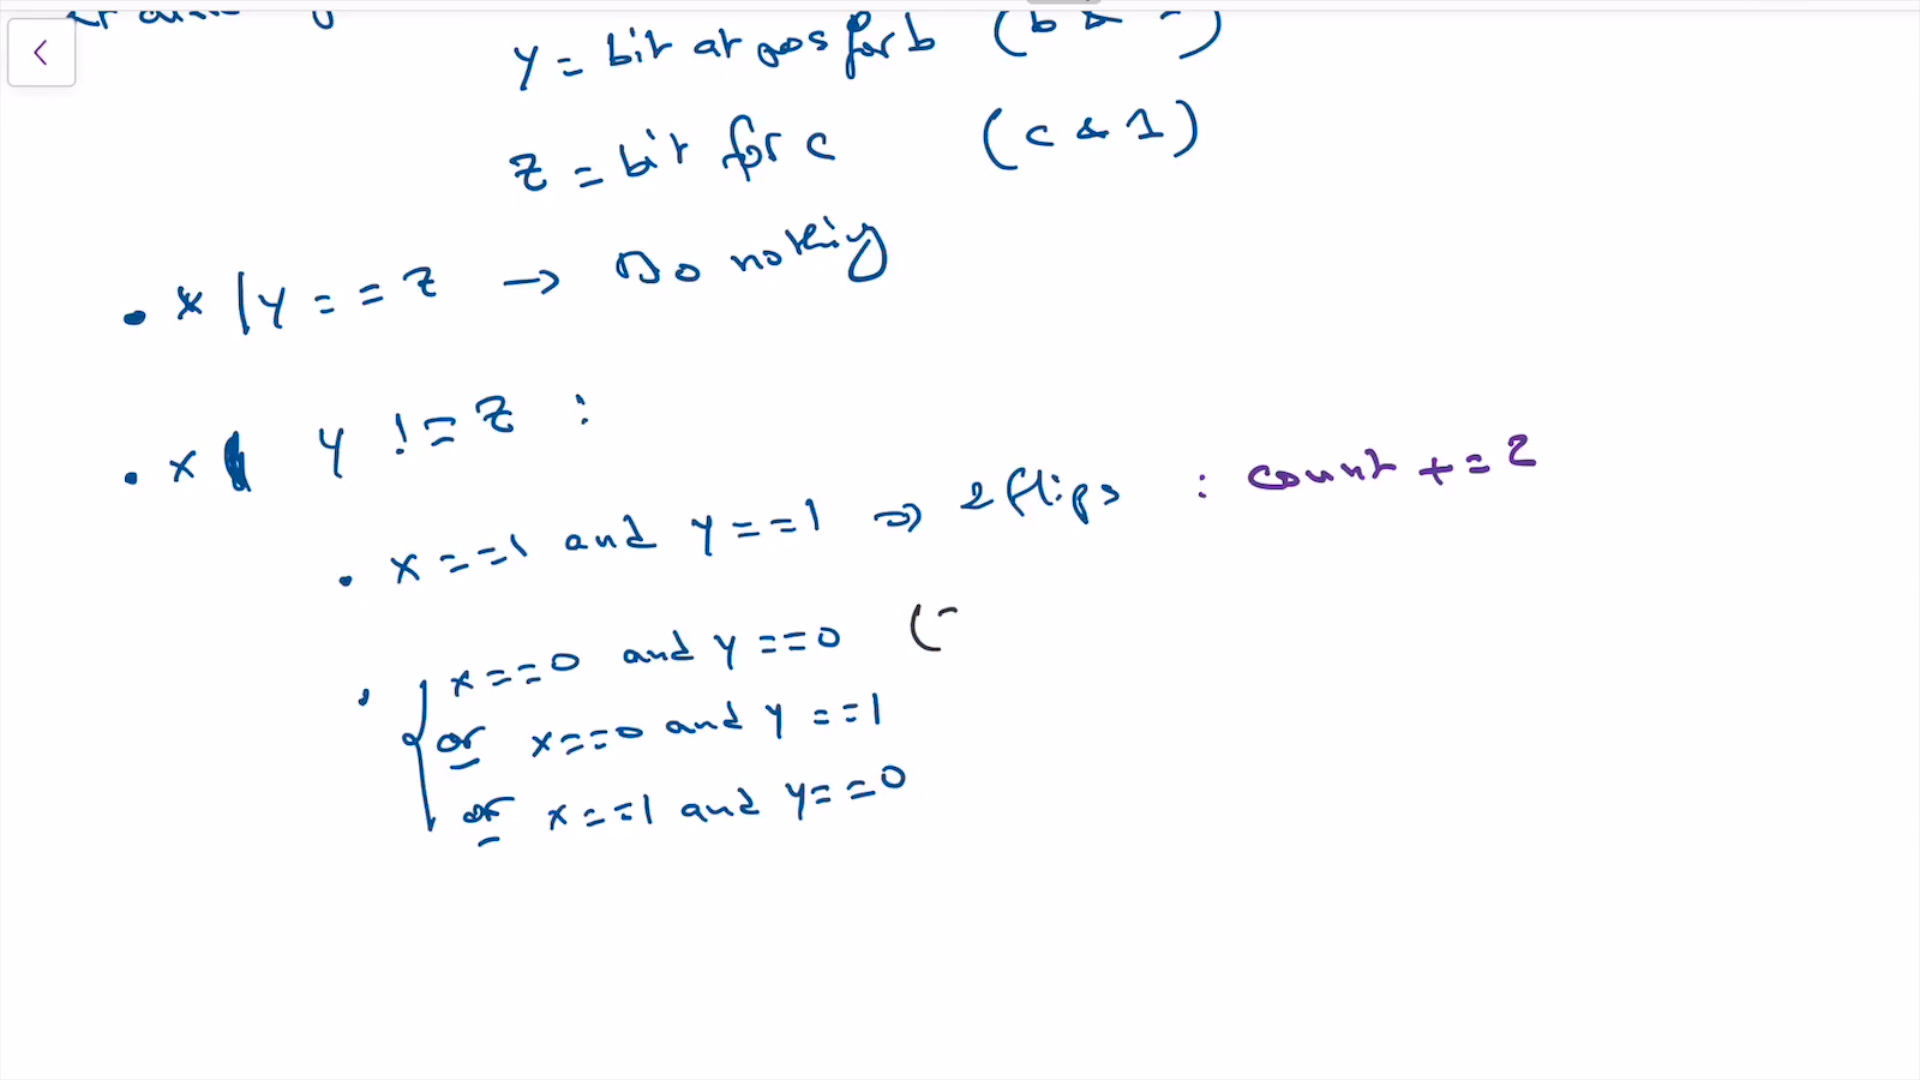 y = bit at pos for b (b &
z = bit for c (c & 1)
• x | y == z → Do nothing
• x | y != z :
• x == 1 and y == 1 ⇒ 2 flips : count += 2
• { x == 0 and y == 0 (
or x == 0 and y == 1
or x == 1 and y == 0